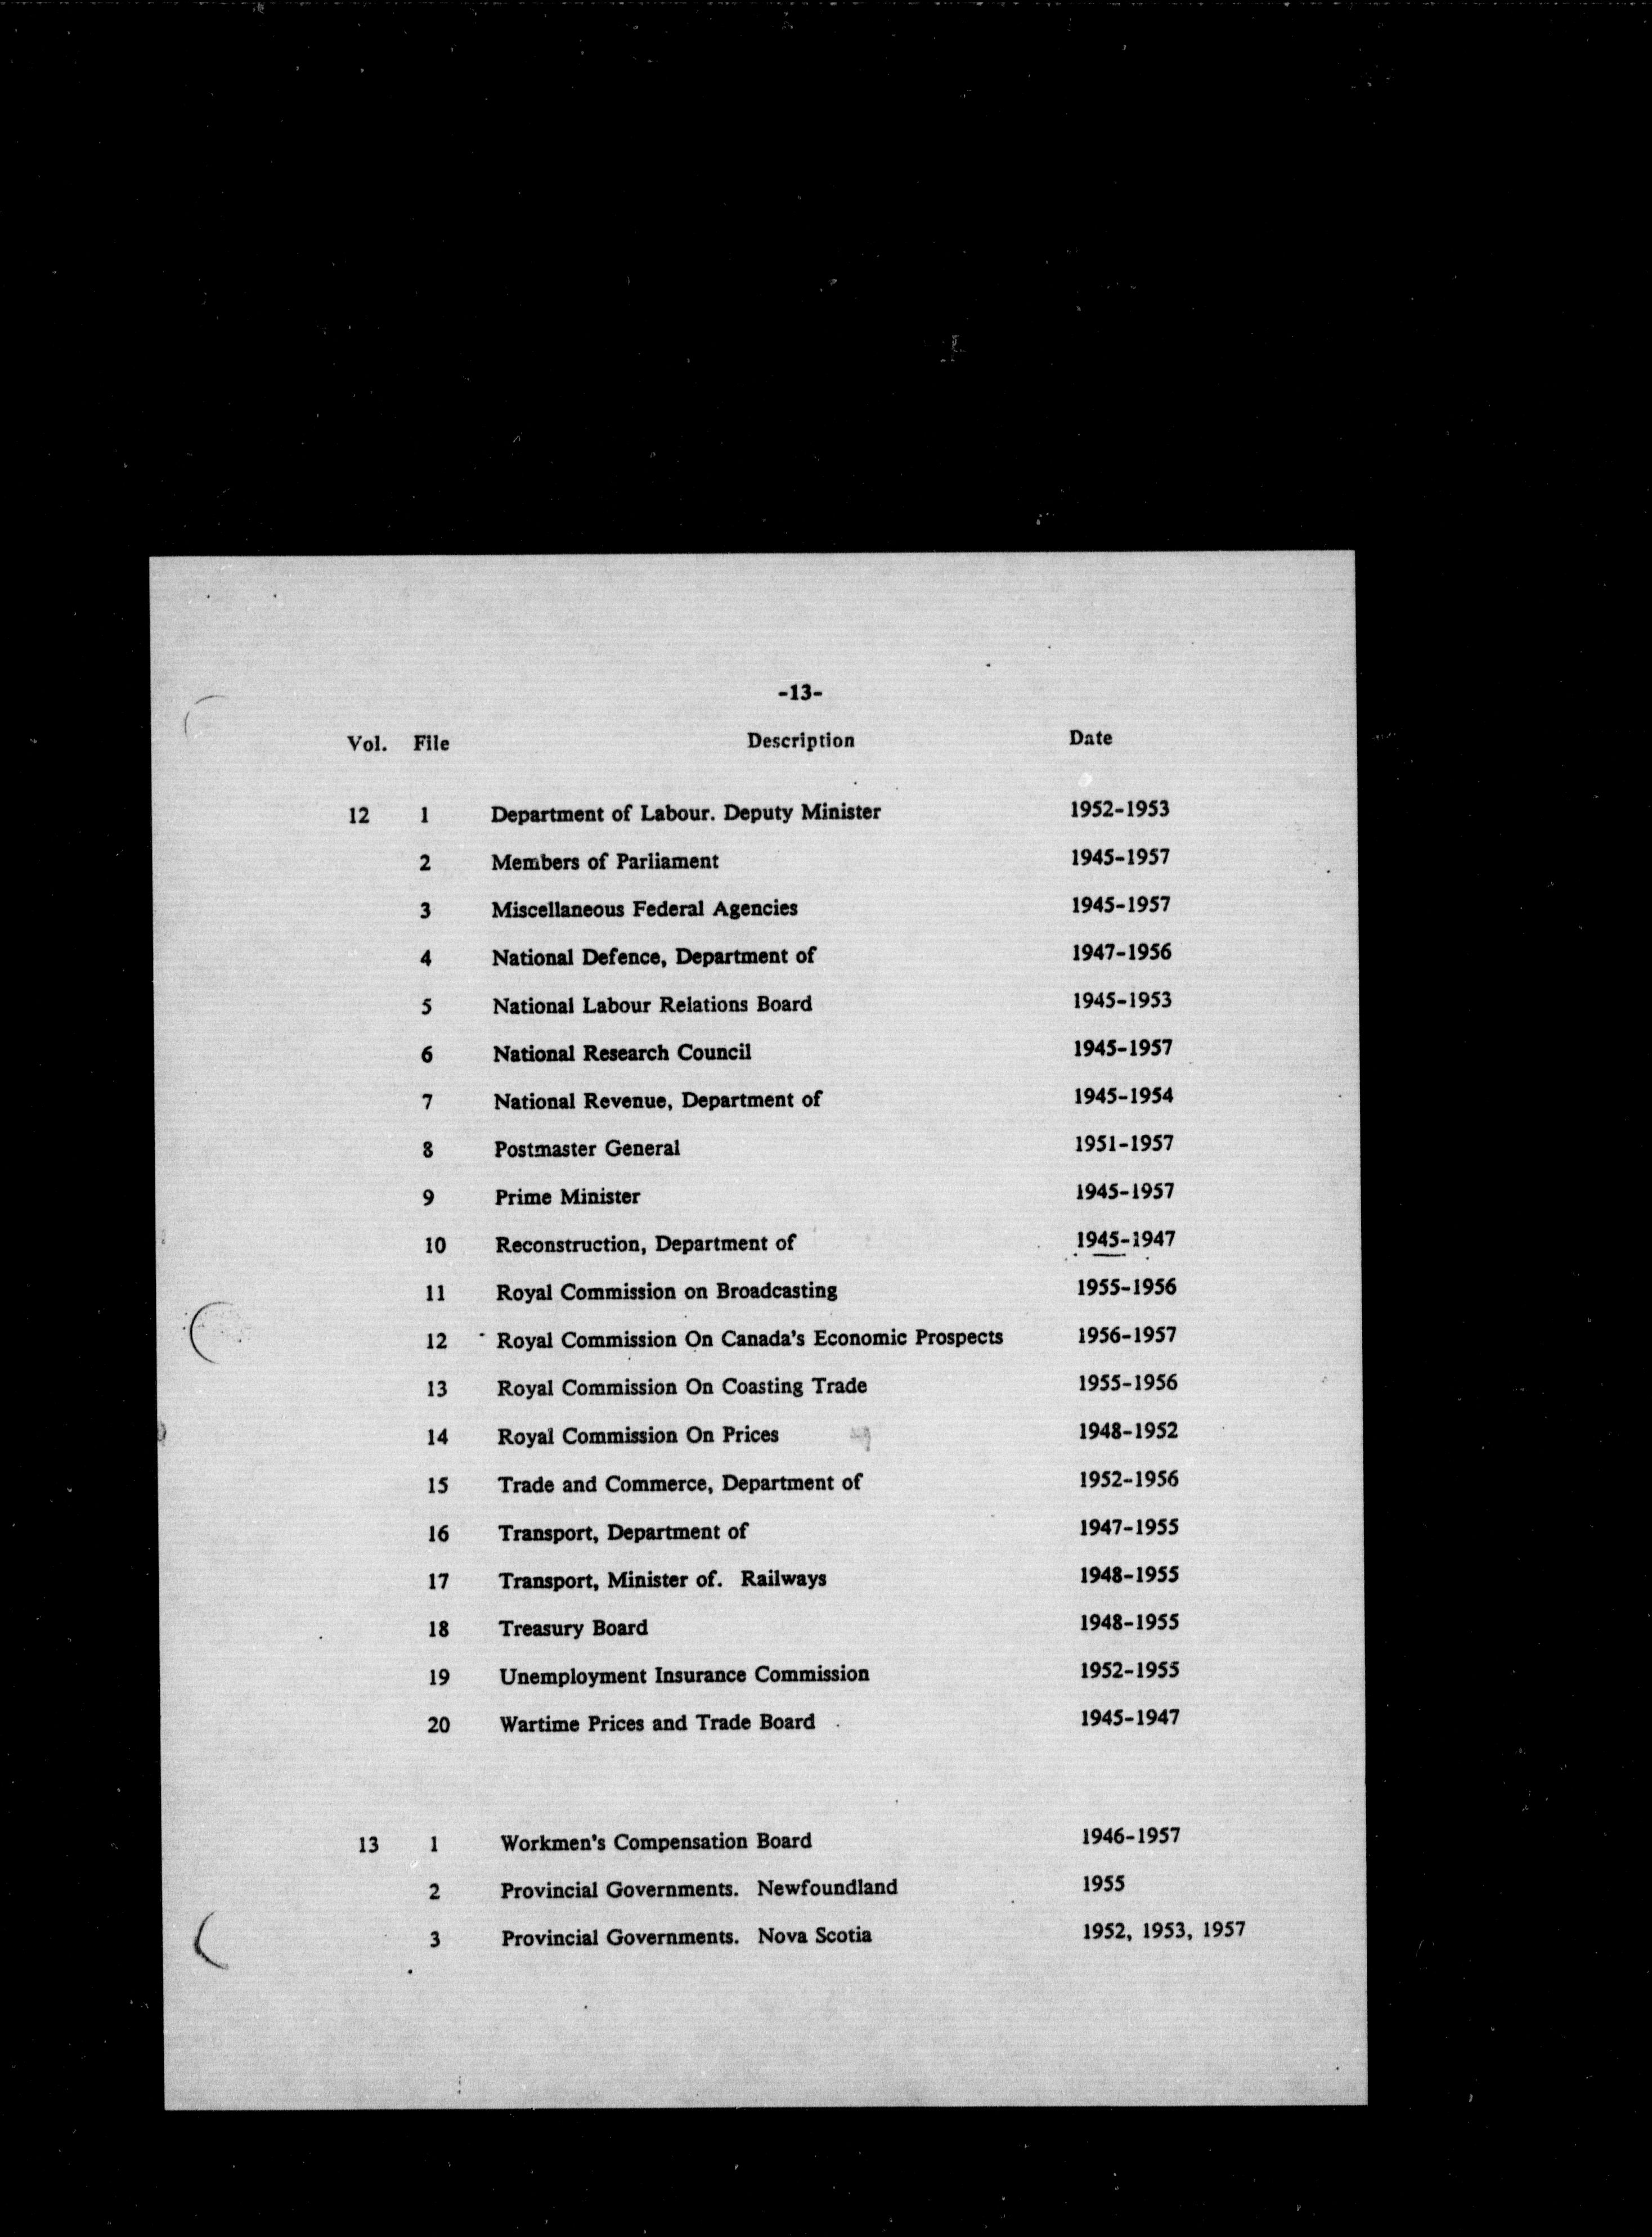 -13-
Vol. File Description Date
12 1 Department of Labour. Deputy Minister 1952-1953
2 Members of Parliament 1945-1957
3 Miscellaneous Federal Agencies 1945-1957
4 National Defence, Department of 1947-1956
5 National Labour Relations Board 1945-1953
6 National Research Council 1945-1957
7 National Revenue, Department of 1945-1954
8 Postmaster General 1951-1957
9 Prime Minister 1945-1957
10 Reconstruction, Department of 1945-1947
11 Royal Commission on Broadcasting 1955-1956
12 Royal Commission On Canada's Economic Prospects 1956-1957
13 Royal Commission On Coasting Trade 1955-1956
14 Royal Commission On Prices 1948-1952
15 Trade and Commerce, Department of 1952-1956
16 Transport, Department of 1947-1955
17 Transport, Minister of. Railways 1948-1955
18 Treasury Board 1948-1955
19 Unemployment Insurance Commission 1952-1955
20 Wartime Prices and Trade Board 1945-1947
13 1 Workmen's Compensation Board 1946-1957
2 Provincial Governments. Newfoundland 1955
3 Provincial Governments. Nova Scotia 1952, 1953, 1957